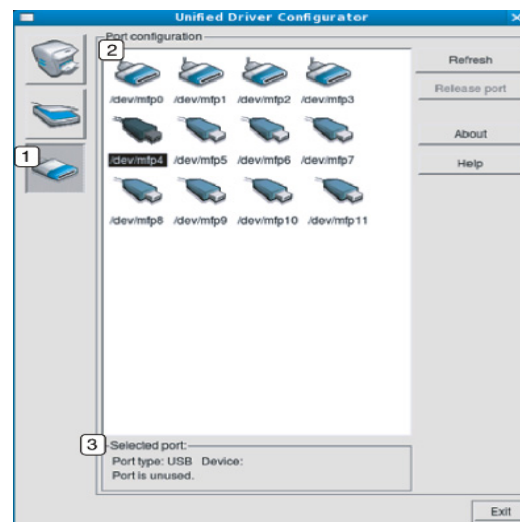 Unified Driver Configurator
Port configuration
2
/dev/mfp0 /dev/mfp1 /dev/mfp2 /dev/mfp3
/dev/mfp4 /dev/mfp5 /dev/mfp6 /dev/mfp7
/dev/mfp8 /dev/mfp9 /dev/mfp10 /dev/mfp11
Refresh
Release port
About
Help
1
3
Selected port:
Port type: USB Device:
Port is unused.
Exit